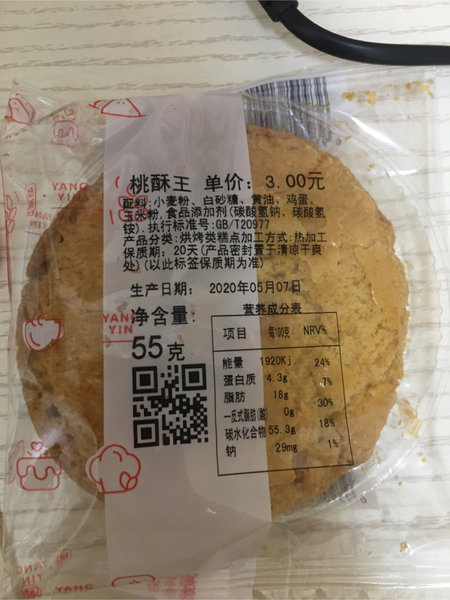 桃酥王 单价: 3.00元
配料:小麦粉、白砂糖、黄油、鸡蛋、
玉米粉,食品添加剂(碳酸氢钠、碳酸氢
铵).执行标准号:GB/T20977
产品分类:烘烤类糕点加工方式:热加工
保质期: 20天(产品密封置于清凉干爽
处)(以此标签保质期为准)
生产日期: 2020年05月07日
净含量:
55克
营养成分表
项目 每100克 NRV%
能量 1920Kj 24%
蛋白质 4.3g 7%
脂肪 18g 30%
--反式脂肪(酸) 0g
碳水化合物 55.3g 18%
钠 29mg 1%
YANG
YIN
YANG
YIN
YANG